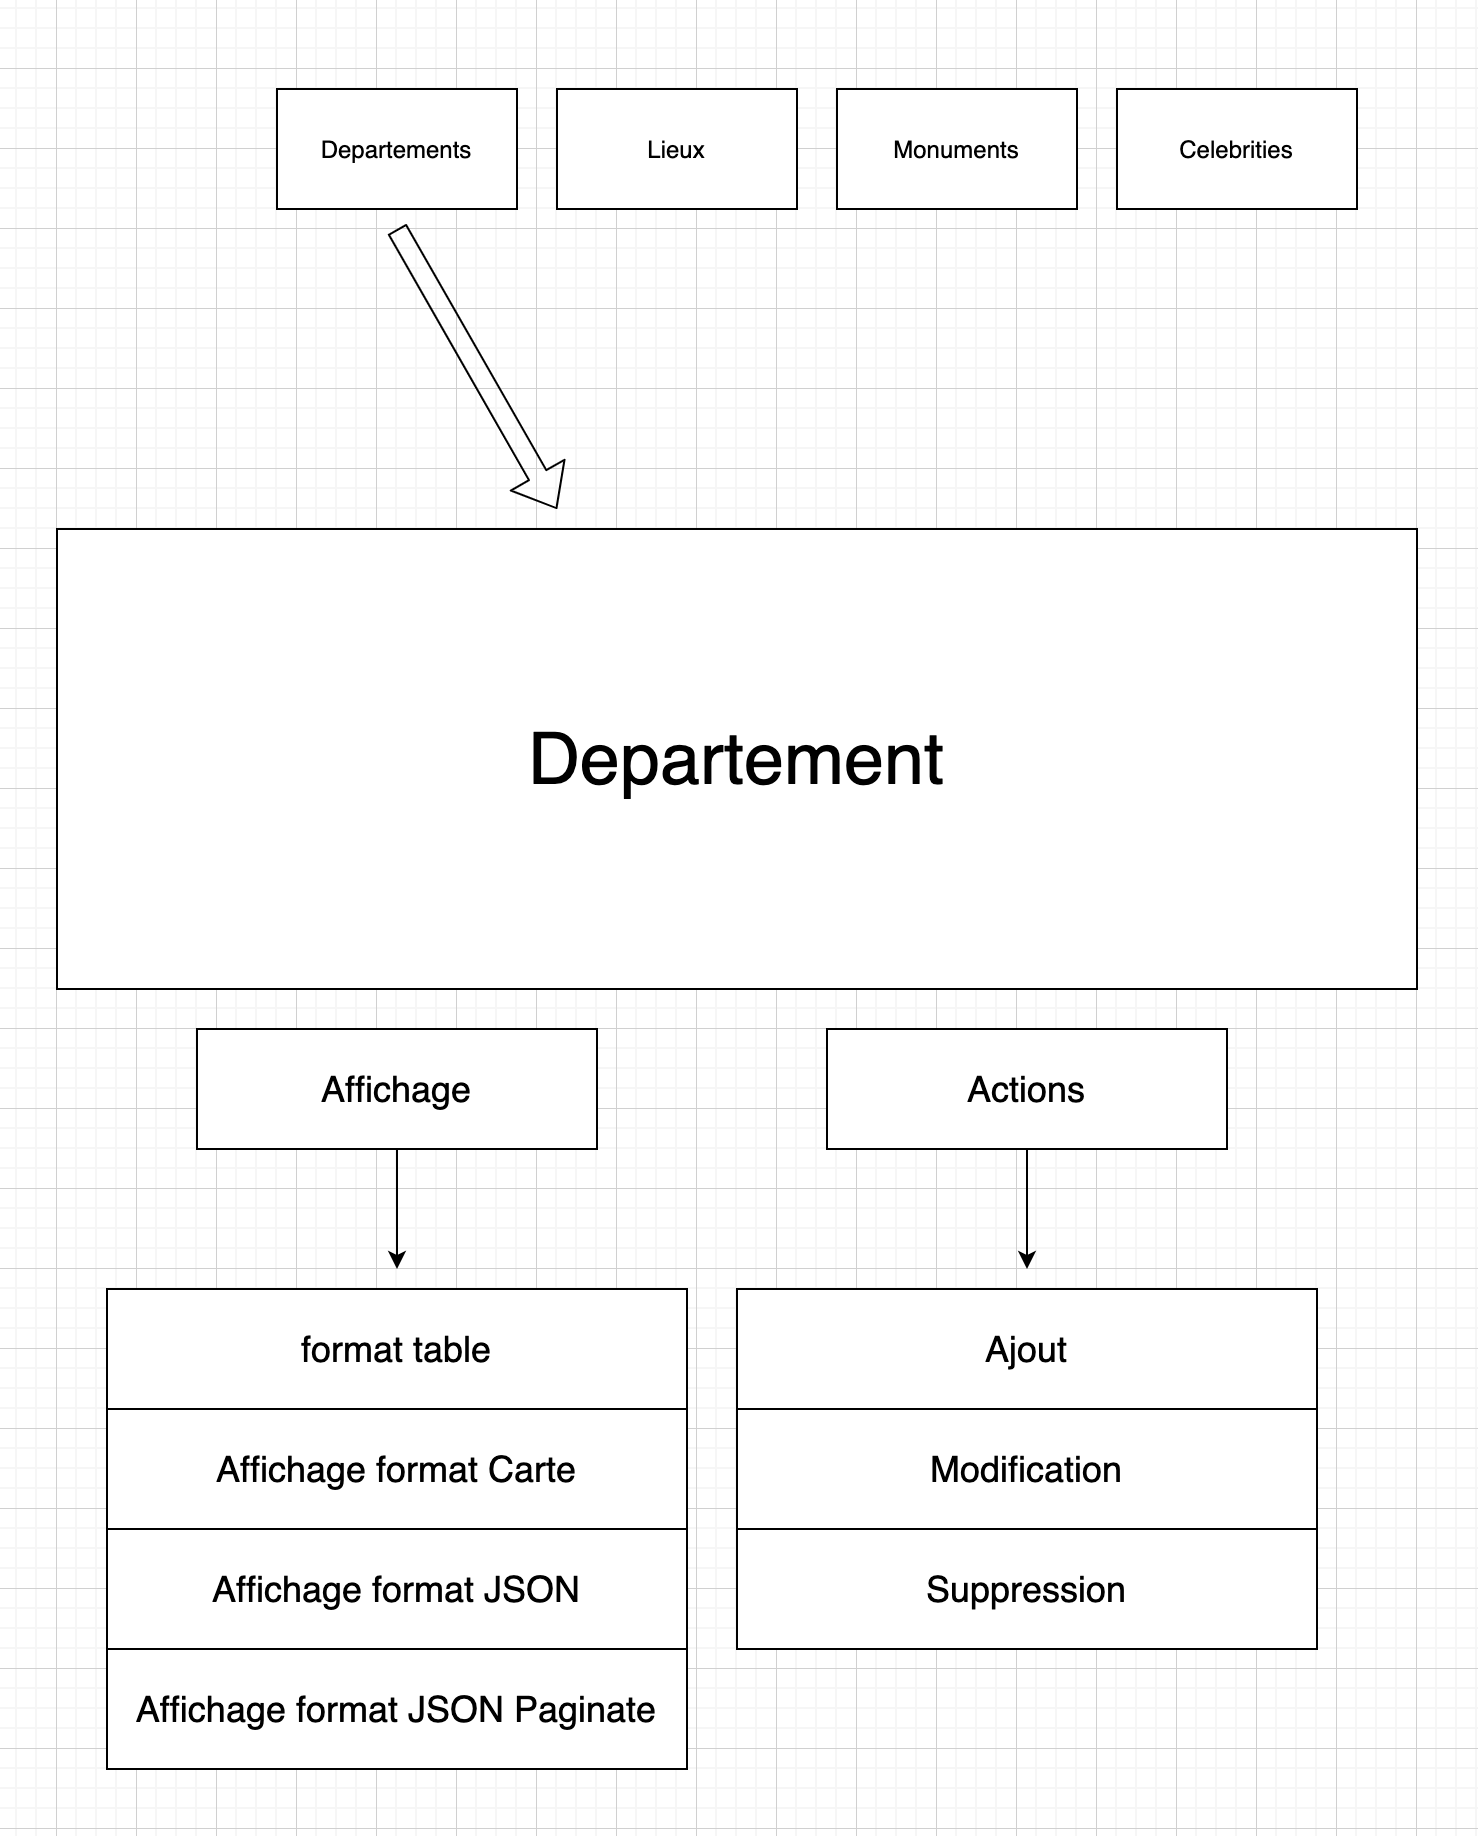 Departements
Lieux
Monuments
Celebrities
Departement
Affichage
Actions
format table
Affichage format Carte
Affichage format JSON
Affichage format JSON Paginate
Ajout
Modification
Suppression